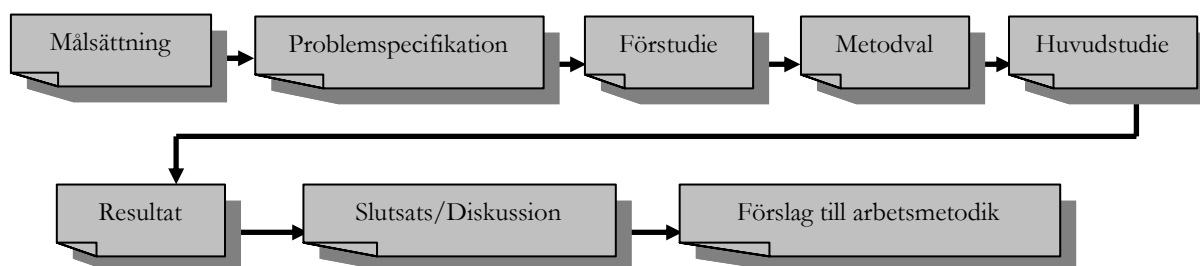 Målsättning
Problemspecifikation
Förstudie
Metodval
Huvudstudie
Resultat
Slutsats/Diskussion
Förslag till arbetsmetodik